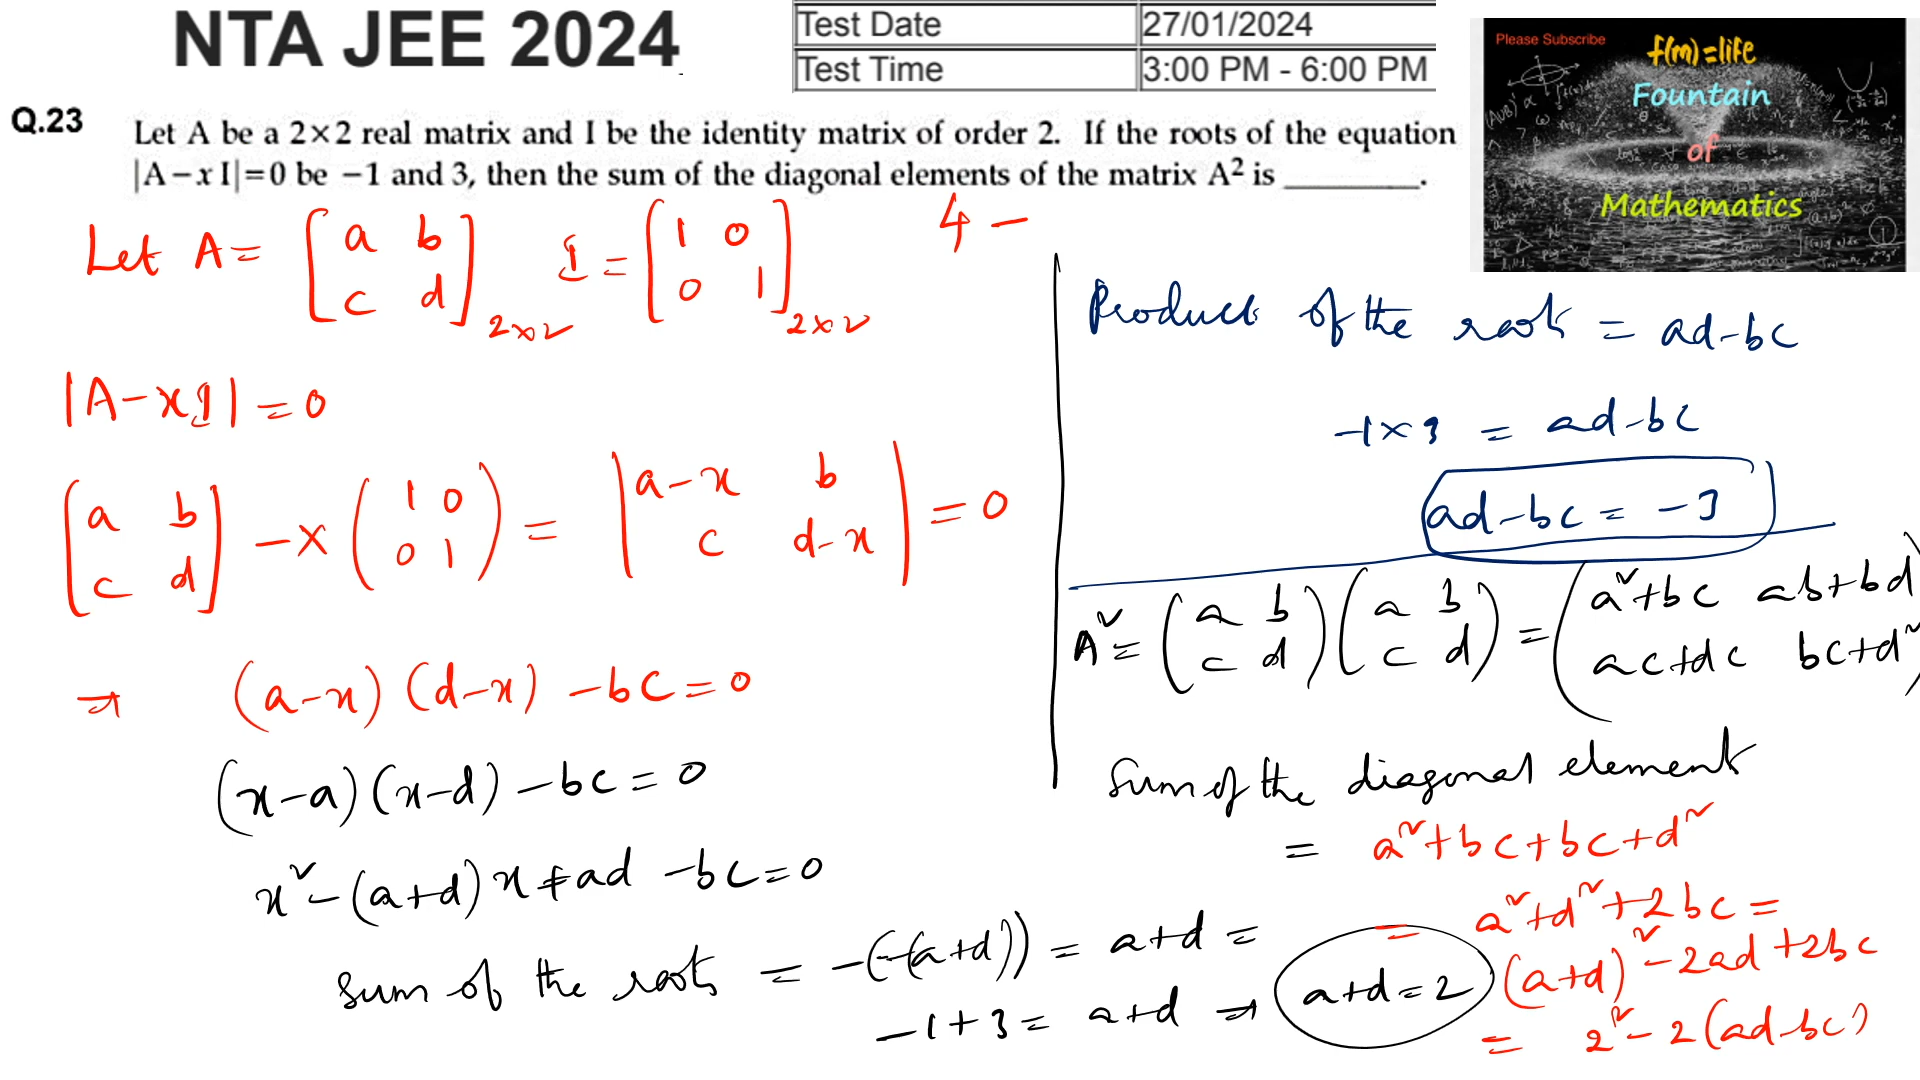 NTA JEE 2024
Test Date 27/01/2024
Test Time 3:00 PM - 6:00 PM
Please Subscribe
f(m)=life
Fountain
of
Mathematics
Q.23
Let A be a 2×2 real matrix and I be the identity matrix of order 2. If the roots of the equation
|A−x I|=0 be −1 and 3, then the sum of the diagonal elements of the matrix A² is ________.
Let A = [a b; c d]₂ₓ₂ I = [1 0; 0 1]₂ₓ₂
|A-xI| = 0
[a b; c d] - x (1 0; 0 1) = |a-x b; c d-x| = 0
⇒ (a-x) (d-x) -bc = 0
(x-a) (x-d) -bc = 0
x² - (a+d) x + ad -bc = 0
Sum of the roots = -(-(a+d)) = a+d =
-1+3 = a+d ⇒ a+d = 2
4 -
Product of the roots = ad-bc
-1×3 = ad-bc
ad-bc = -3
A² = (a b; c d) (a b; c d) = (a²+bc ab+bd; ac+dc bc+d²)
Sum of the diagonal element
= a²+bc+bc+d²
= a²+d²+2bc =
(a+d)² -2ad +2bc
= 2² - 2(ad-bc)